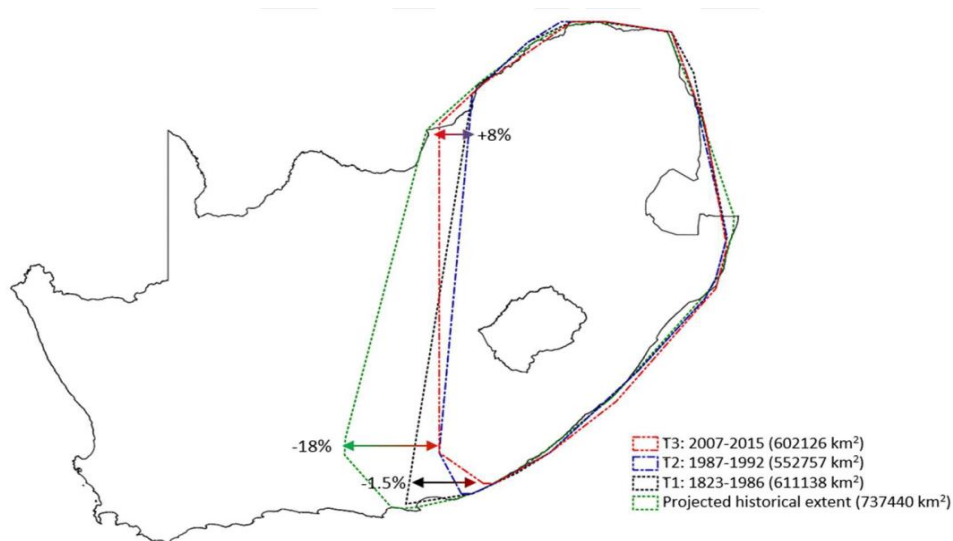 +8%
-18%
-1.5%
T3: 2007-2015 (602126 km²)
T2: 1987-1992 (552757 km²)
T1: 1823-1986 (611138 km²)
Projected historical extent (737440 km²)